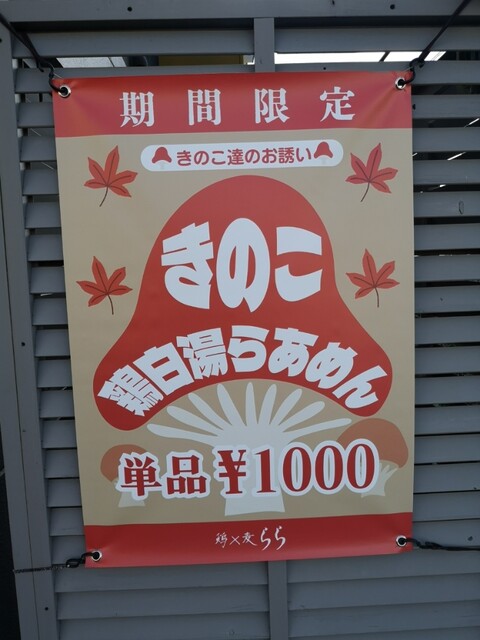 期間限定
きのこ達のお誘い
きのこ
鶏白湯らあめん
単品¥1000
鶏×麦 らら